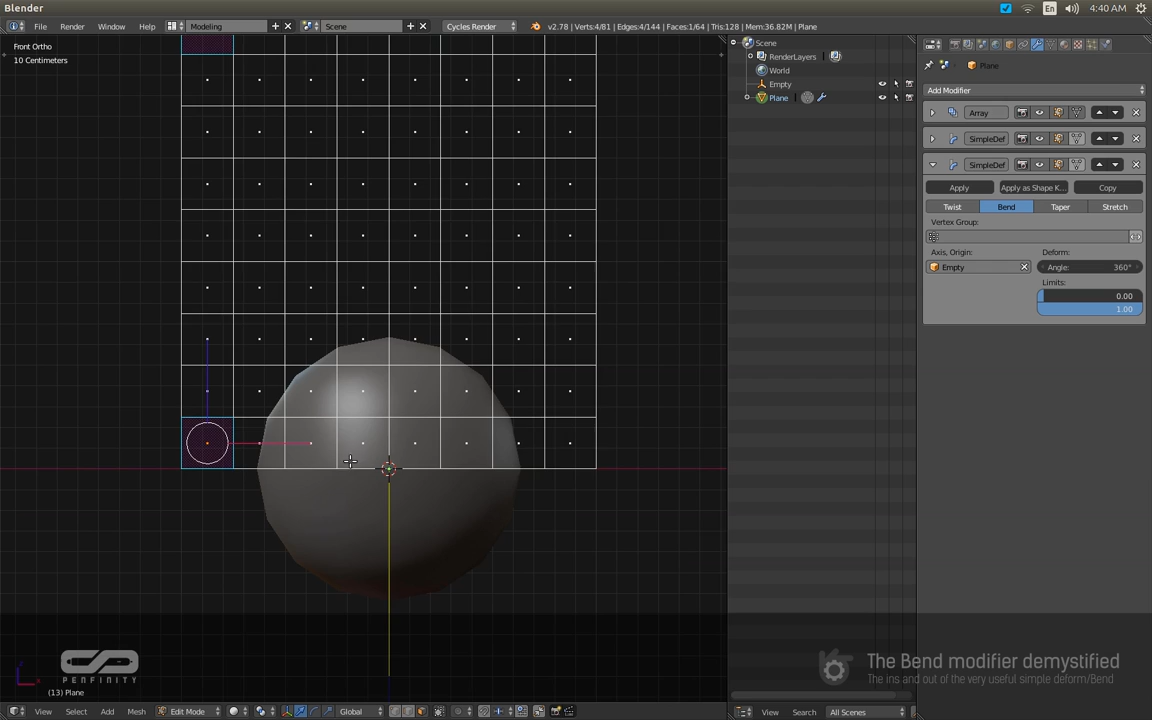 Blender
En
4:40 AM
File
Render
Window
Help
Modeling
Scene
Cycles Render
v2.78 | Verts:4/81 | Edges:4/144 | Faces:1/64 | Tris:128 | Mem:36.82M | Plane
Front Ortho
10 Centimeters
Scene
RenderLayers
World
Empty
Plane
Plane
Add Modifier
Array
SimpleDef
SimpleDef
Apply
Apply as Shape K...
Copy
Twist
Bend
Taper
Stretch
Vertex Group:
Axis, Origin:
Deform:
Empty
Angle: 360°
Limits:
0.00
1.00
PENFINITY
The Bend modifier demystified
The ins and out of the very useful simple deform/Bend
(13) Plane
View
Select
Add
Mesh
Edit Mode
Global
View
Search
All Scenes